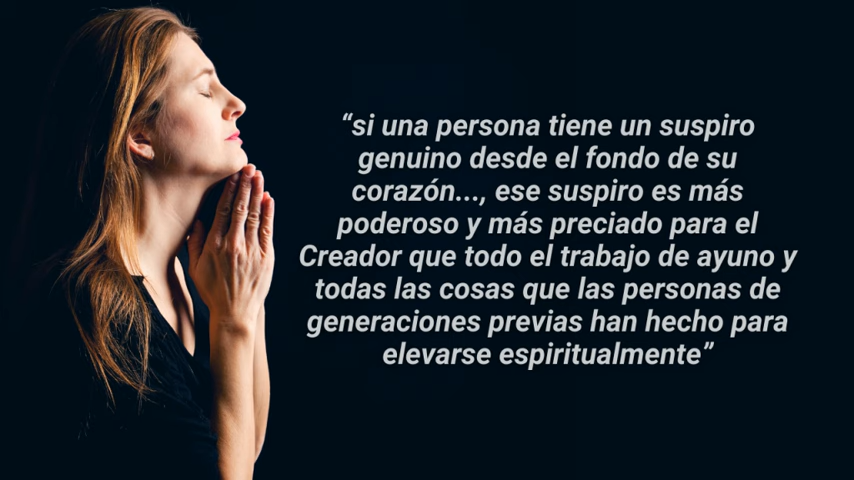 “si una persona tiene un suspiro
genuino desde el fondo de su
corazón..., ese suspiro es más
poderoso y más preciado para el
Creador que todo el trabajo de ayuno y
todas las cosas que las personas de
generaciones previas han hecho para
elevarse espiritualmente”